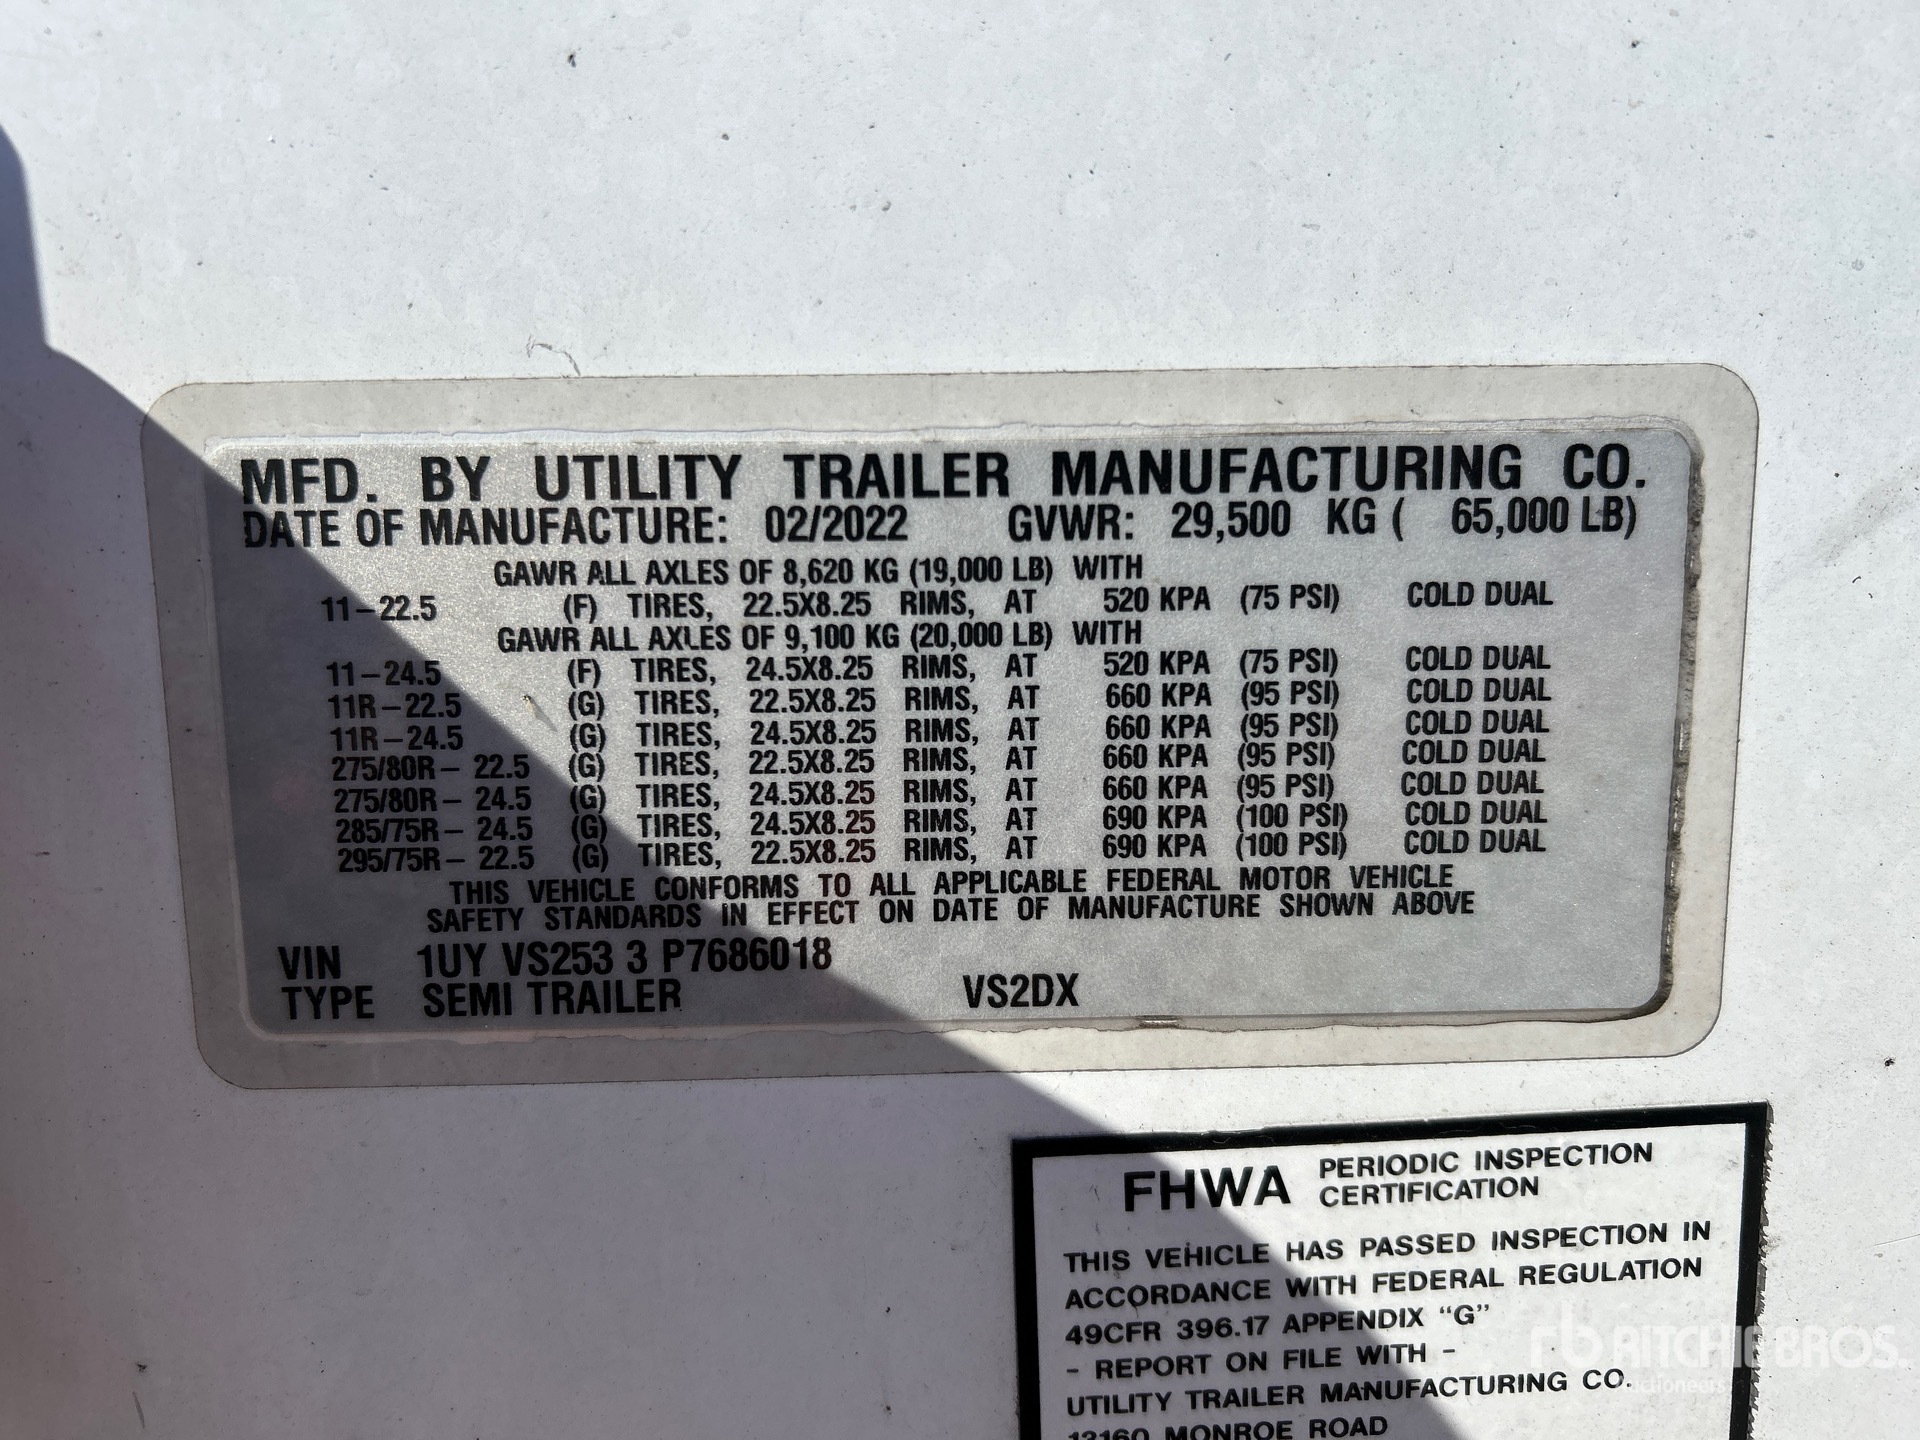 MFD. BY UTILITY TRAILER MANUFACTURING CO.
DATE OF MANUFACTURE: 02/2022 GVWR: 29,500 KG ( 65,000 LB)
GAWR ALL AXLES OF 8,620 KG (19,000 LB) WITH
11-22.5 (F) TIRES, 22.5X8.25 RIMS, AT 520 KPA (75 PSI) COLD DUAL
GAWR ALL AXLES OF 9,100 KG (20,000 LB) WITH
11-24.5 (F) TIRES, 24.5X8.25 RIMS, AT 520 KPA (75 PSI) COLD DUAL
11R-22.5 (G) TIRES, 22.5X8.25 RIMS, AT 660 KPA (95 PSI) COLD DUAL
11R-24.5 (G) TIRES, 24.5X8.25 RIMS, AT 660 KPA (95 PSI) COLD DUAL
275/80R- 22.5 (G) TIRES, 22.5X8.25 RIMS, AT 660 KPA (95 PSI) COLD DUAL
275/80R- 24.5 (G) TIRES, 24.5X8.25 RIMS, AT 660 KPA (95 PSI) COLD DUAL
285/75R- 24.5 (G) TIRES, 24.5X8.25 RIMS, AT 690 KPA (100 PSI) COLD DUAL
295/75R- 22.5 (G) TIRES, 22.5X8.25 RIMS, AT 690 KPA (100 PSI) COLD DUAL
THIS VEHICLE CONFORMS TO ALL APPLICABLE FEDERAL MOTOR VEHICLE
SAFETY STANDARDS IN EFFECT ON DATE OF MANUFACTURE SHOWN ABOVE
VIN 1UY VS253 3 P7686018
TYPE SEMI TRAILER VS2DX
FHWA PERIODIC INSPECTION
CERTIFICATION
THIS VEHICLE HAS PASSED INSPECTION IN
ACCORDANCE WITH FEDERAL REGULATION
49CFR 396.17 APPENDIX "G"
- REPORT ON FILE WITH -
UTILITY TRAILER MANUFACTURING CO.
13160 MONROE ROAD
rb RITCHIE BROS.
Auctioneers